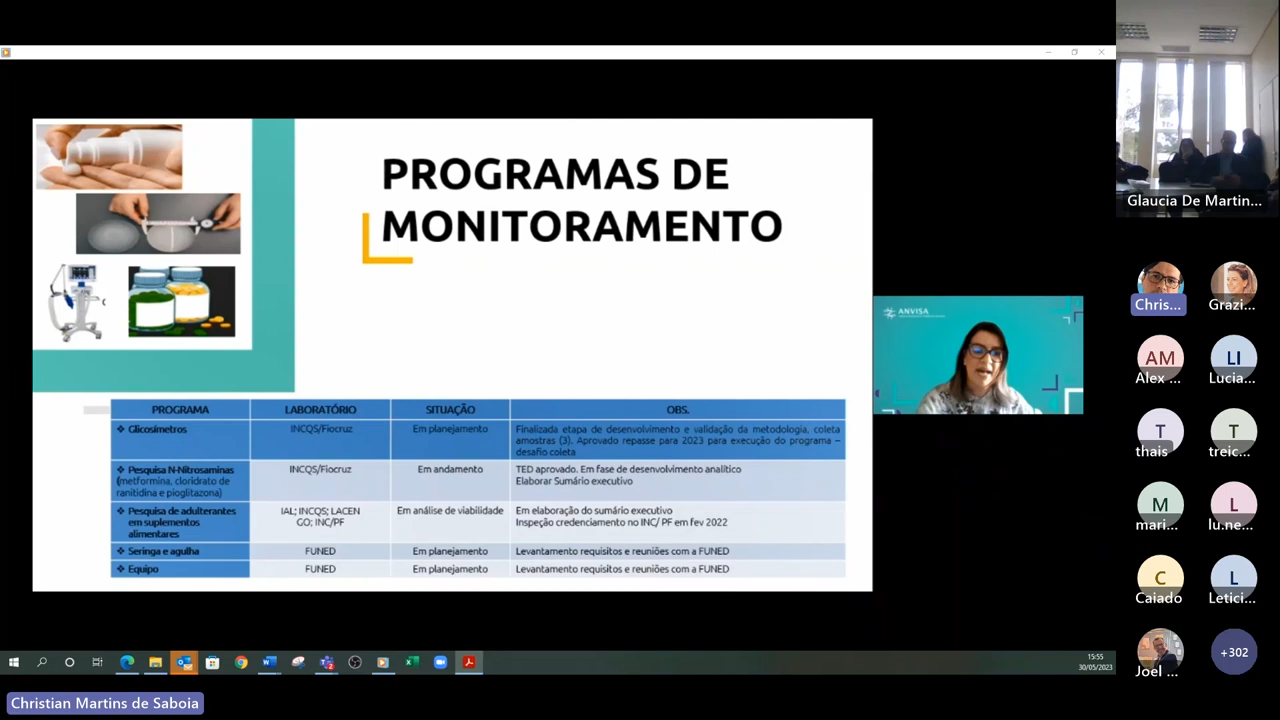 PROGRAMAS DE
MONITORAMENTO
ANVISA
PROGRAMA LABORATÓRIO SITUAÇÃO OBS.
❖ Glicosímetros INCQS/Fiocruz Em planejamento Finalizada etapa de desenvolvimento e validação da metodologia, coleta
amostras (3). Aprovado repasse para 2023 para execução do programa –
desafio coleta
❖ Pesquisa N-Nitrosaminas INCQS/Fiocruz Em andamento TED aprovado. Em fase de desenvolvimento analítico
(metformina, cloridrato de Elaborar Sumário executivo
ranitidina e pioglitazona)
❖ Pesquisa de adulterantes IAL; INCQS; LACEN Em análise de viabilidade Em elaboração do sumário executivo
em suplementos GO; INC/PF Inspeção credenciamento no INC/ PF em fev 2022
alimentares
❖ Seringa e agulha FUNED Em planejamento Levantamento requisitos e reuniões com a FUNED
❖ Equipo FUNED Em planejamento Levantamento requisitos e reuniões com a FUNED
15:55
30/05/2023
Christian Martins de Saboia
Glaucia De Martin...
Chris... Grazi...
AM LI
Alex ... Lucia...
T T
thais treic...
M L
mari... lu.ne...
C L
Caiado Letici...
Joel ... +302